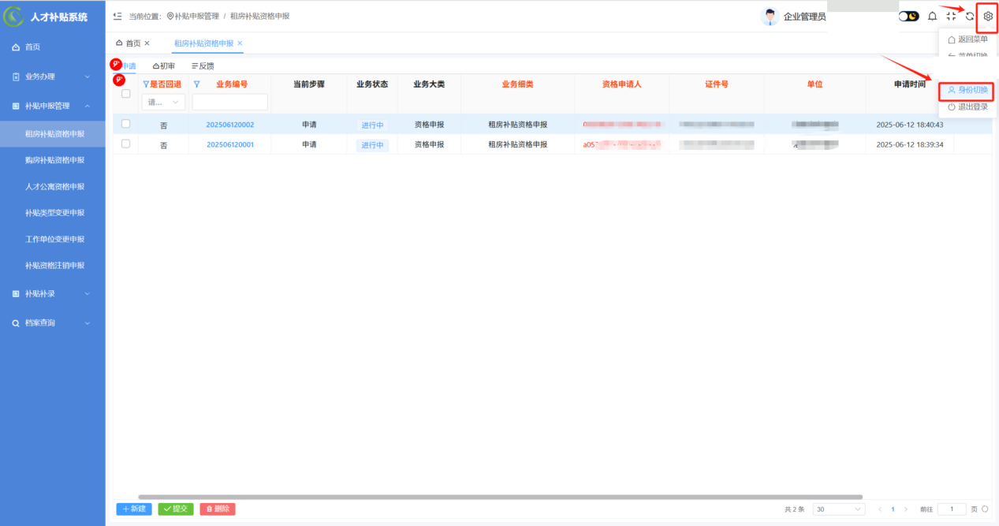 人才补贴系统
当前位置: 补贴申报管理 / 租房补贴资格申报
企业管理员
首页
业务办理
补贴申报管理
租房补贴资格申报
购房补贴资格申报
人才公寓资格申报
补贴类型变更申报
工作单位变更申报
补贴资格注销申报
补贴补录
档案查询
首页 × 租房补贴资格申报 ×
返回菜单
菜单切换
身份切换
退出登录
申请 初审 反馈
是否回退 业务编号 当前步骤 业务状态 业务大类 业务细类 资格申请人 证件号 单位 申请时间
请...
否 202506120002 申请 进行中 资格申报 租房补贴资格申报 2025-06-12 18:40:43
否 202506120001 申请 进行中 资格申报 租房补贴资格申报 a05 2025-06-12 18:39:34
新建 提交 删除 共 2 条 30 1 前往 1 页